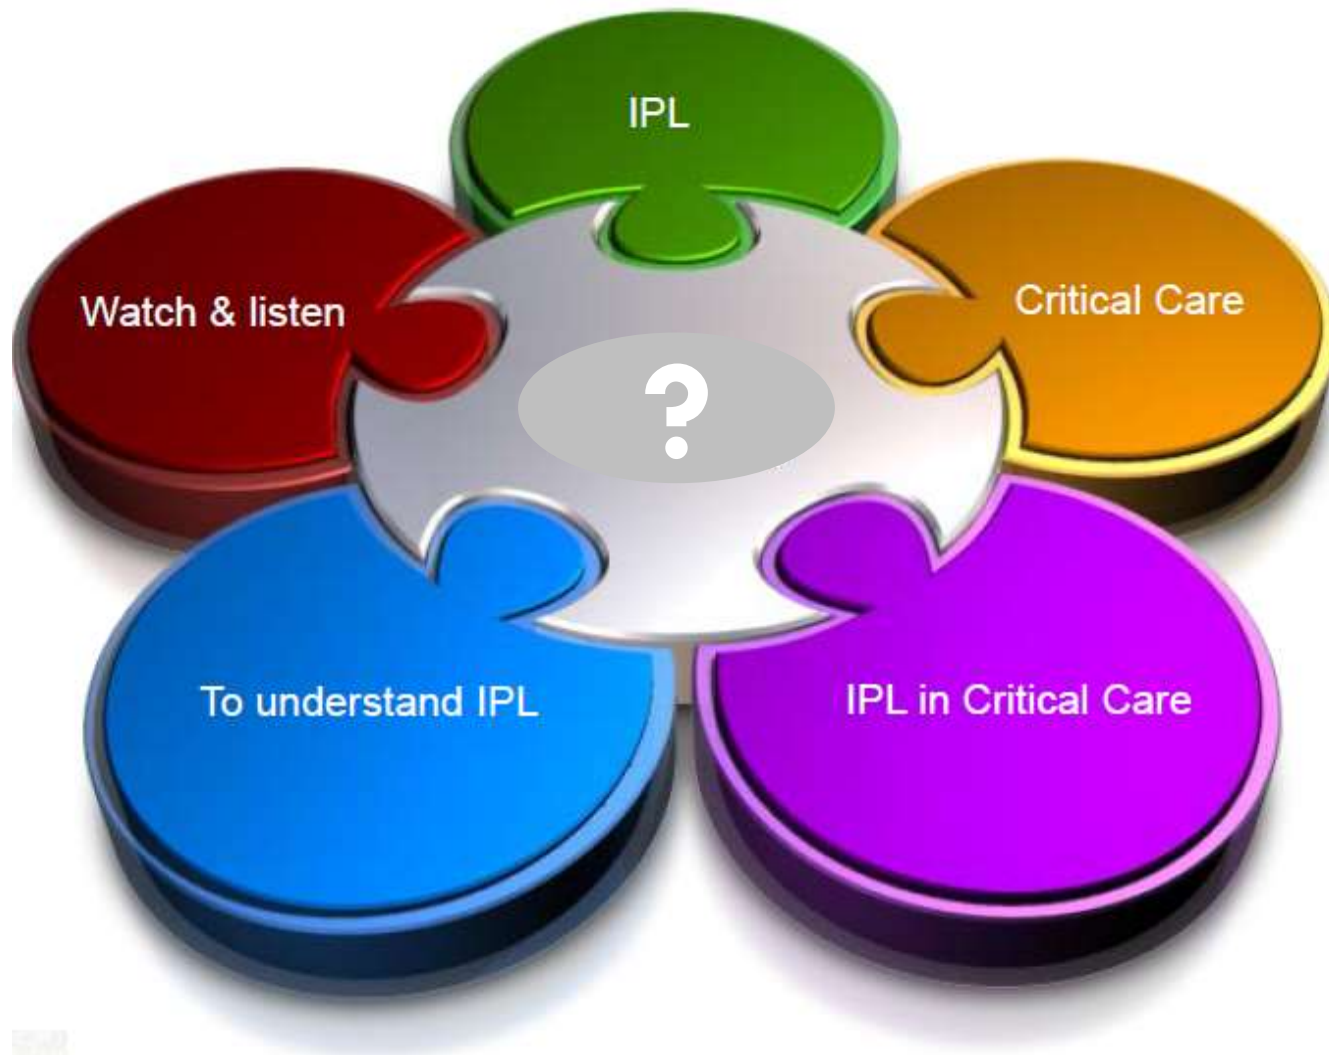 IPL
Watch & listen
Critical Care
?
To understand IPL
IPL in Critical Care